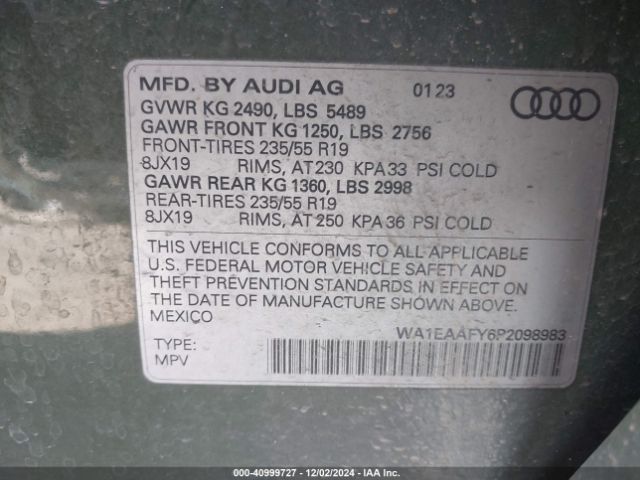 MFD. BY AUDI AG 01 23
GVWR KG 2490, LBS 5489
GAWR FRONT KG 1250, LBS 2756
FRONT-TIRES 235/55 R19
8JX19 RIMS, AT 230 KPA 33 PSI COLD
GAWR REAR KG 1360, LBS 2998
REAR-TIRES 235/55 R19
8JX19 RIMS, AT 250 KPA 36 PSI COLD
THIS VEHICLE CONFORMS TO ALL APPLICABLE
U.S. FEDERAL MOTOR VEHICLE SAFETY AND
THEFT PREVENTION STANDARDS IN EFFECT ON
THE DATE OF MANUFACTURE SHOWN ABOVE.
MEXICO
WA1EAAFY6P2098983
TYPE:
MPV
000-40999727 - 12/02/2024 - IAA Inc.